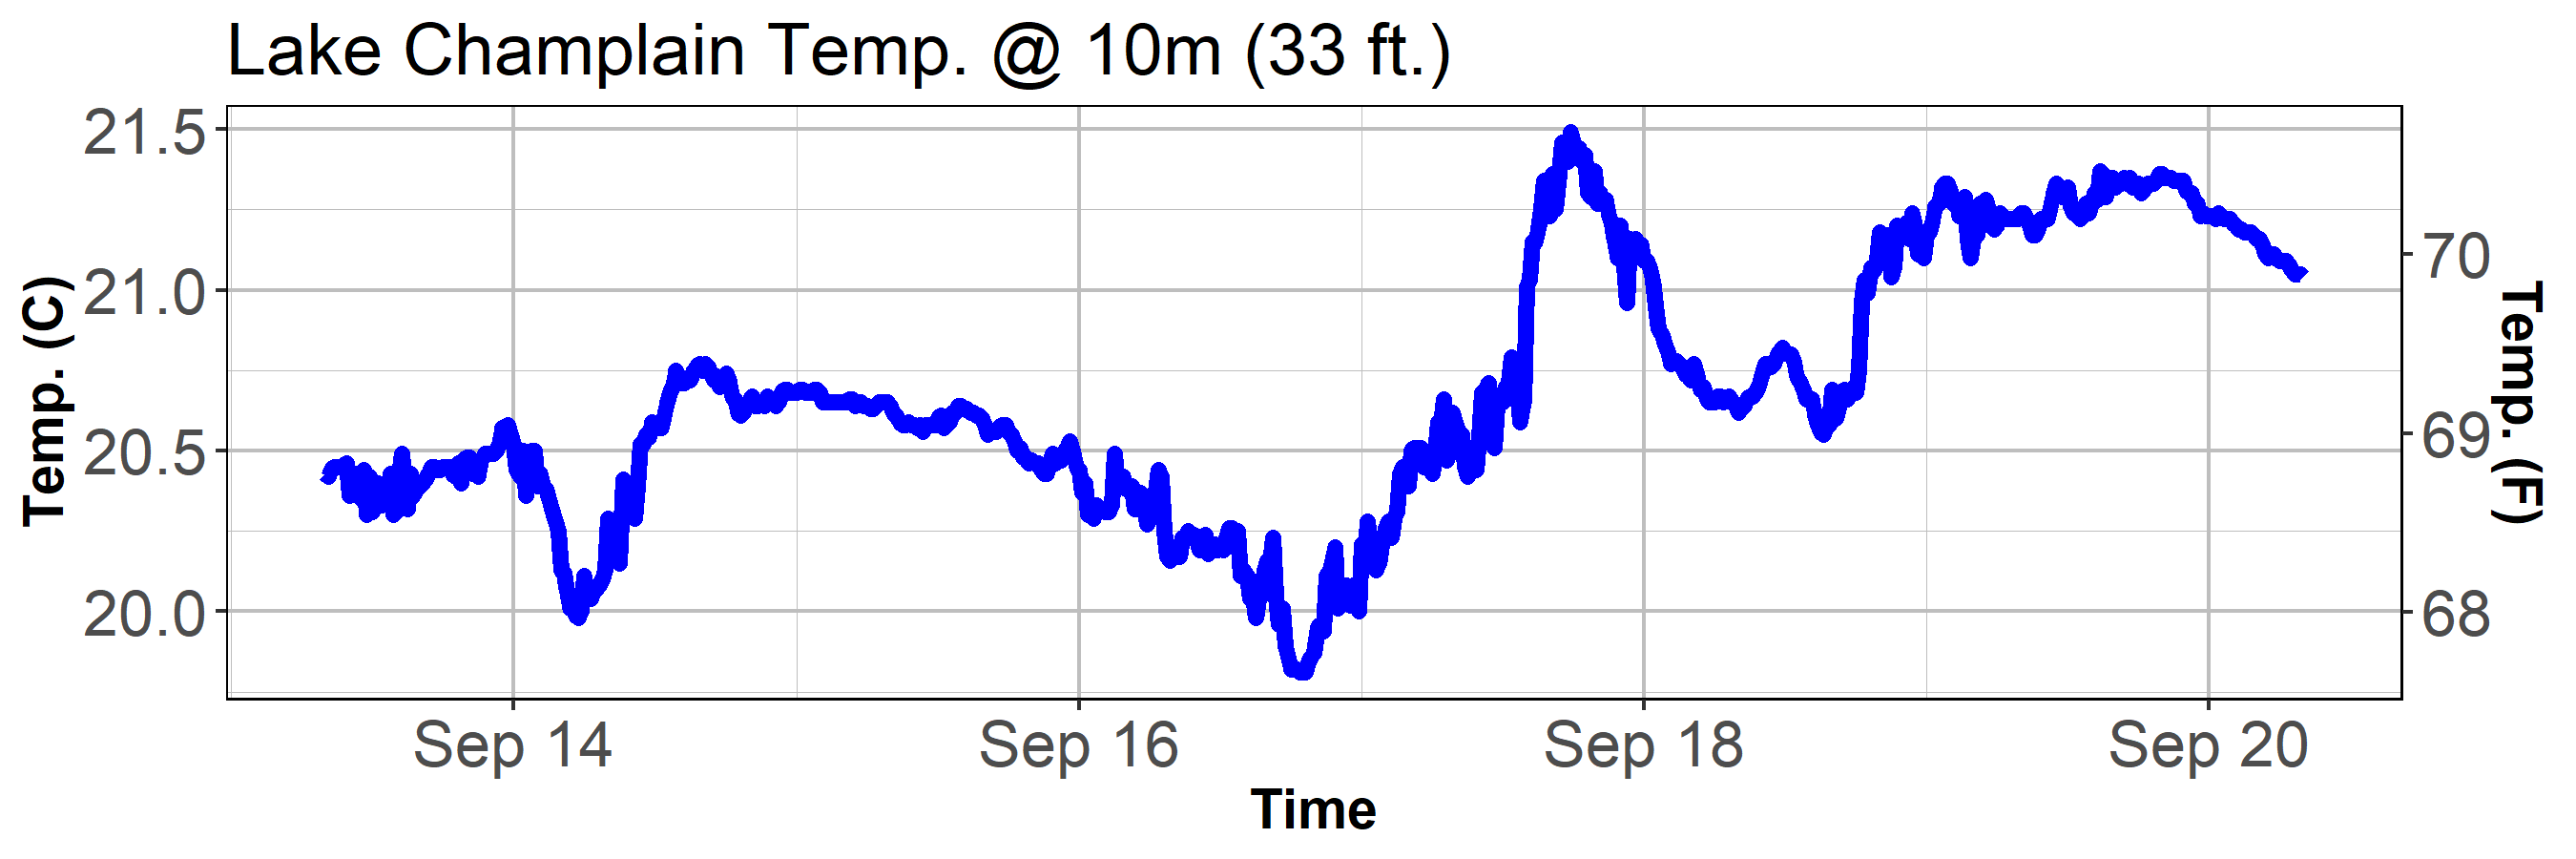 Lake Champlain Temp. @ 10m (33 ft.)
21.5
21.0
20.5
20.0
Temp. (C)
70
69
68
Temp. (F)
Sep 14 Sep 16 Sep 18 Sep 20
Time